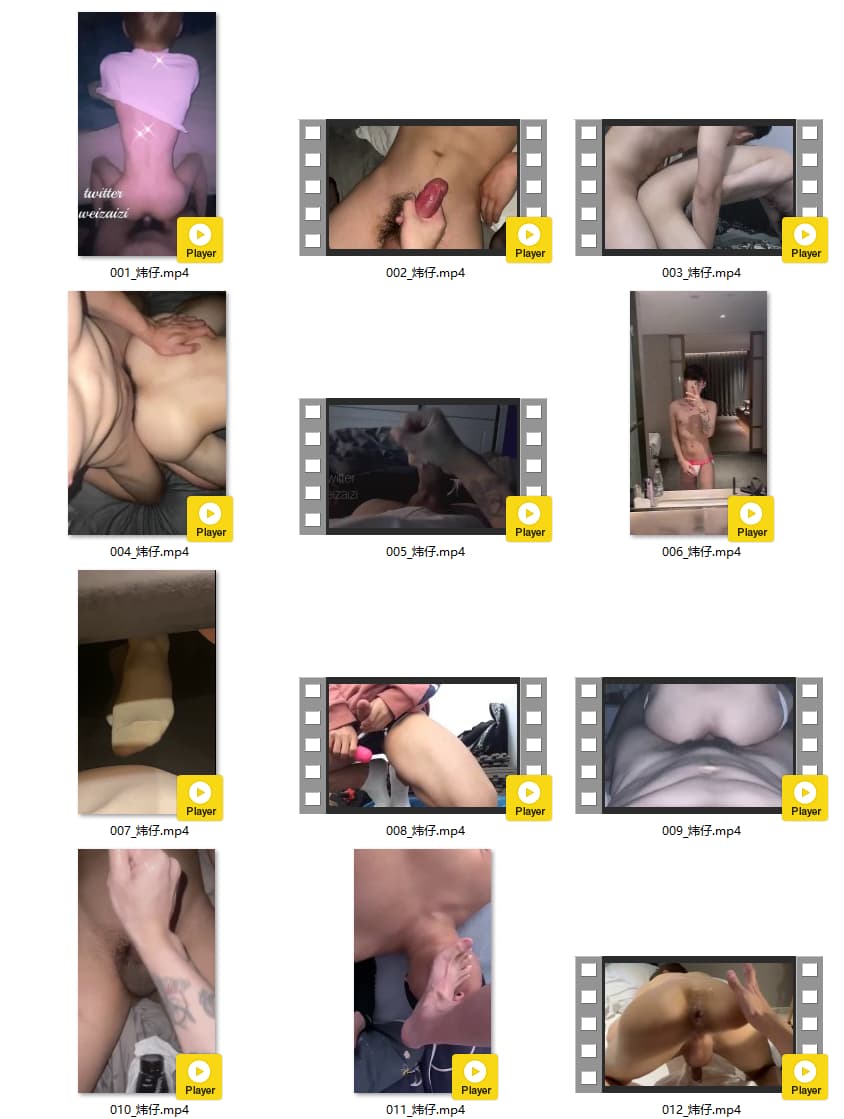 twitter
weizaizi
Player
001_炜仔.mp4
Player
002_炜仔.mp4
Player
003_炜仔.mp4
Player
004_炜仔.mp4
twitter
eizaizi
Player
005_炜仔.mp4
Player
006_炜仔.mp4
Player
007_炜仔.mp4
Player
008_炜仔.mp4
Player
009_炜仔.mp4
Player
010_炜仔.mp4
Player
011_炜仔.mp4
Player
012_炜仔.mp4